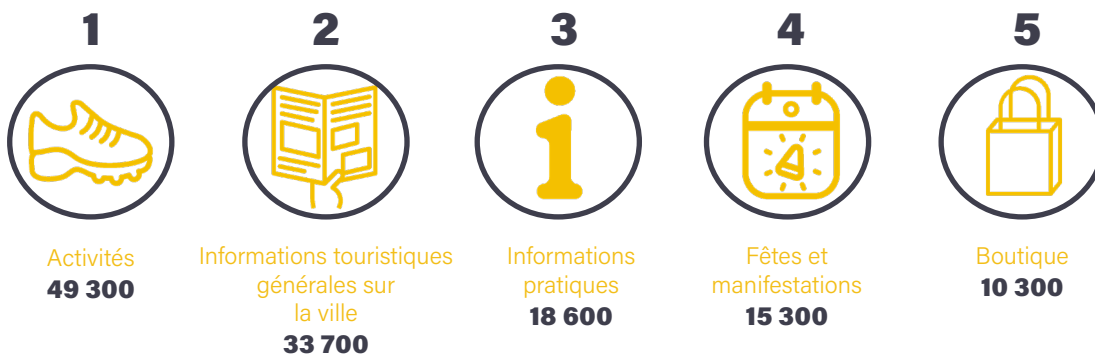 1
Activités
49 300
2
Informations touristiques
générales sur
la ville
33 700
3
Informations
pratiques
18 600
4
Fêtes et
manifestations
15 300
5
Boutique
10 300